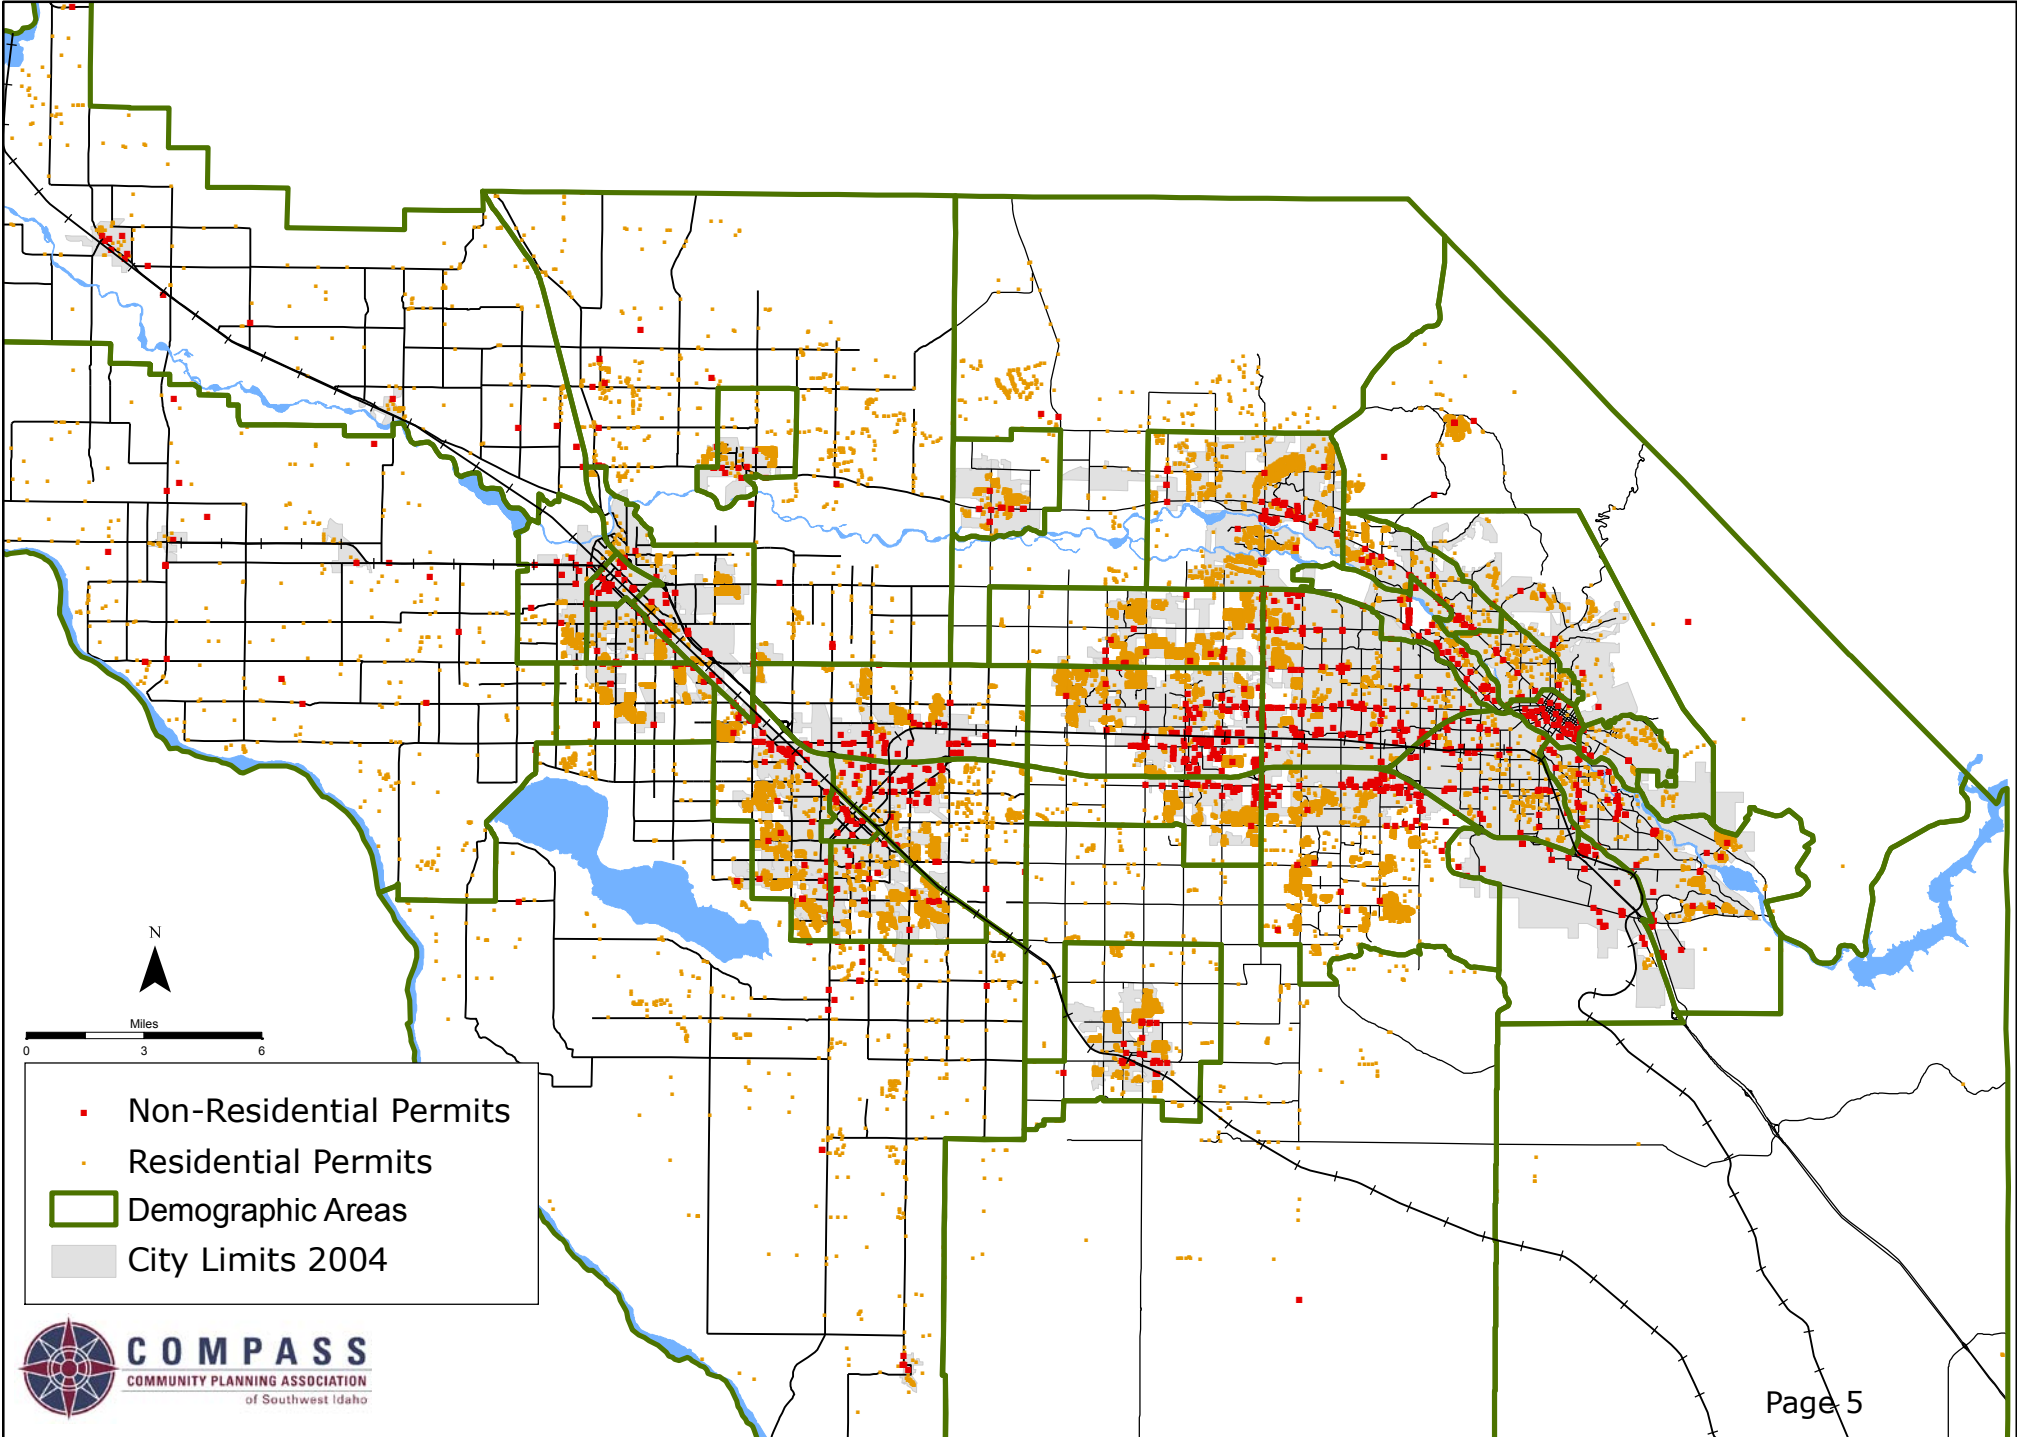 N
Miles
0 3 6
Non-Residential Permits
Residential Permits
Demographic Areas
City Limits 2004
COMPASS
COMMUNITY PLANNING ASSOCIATION
of Southwest Idaho
Page 5